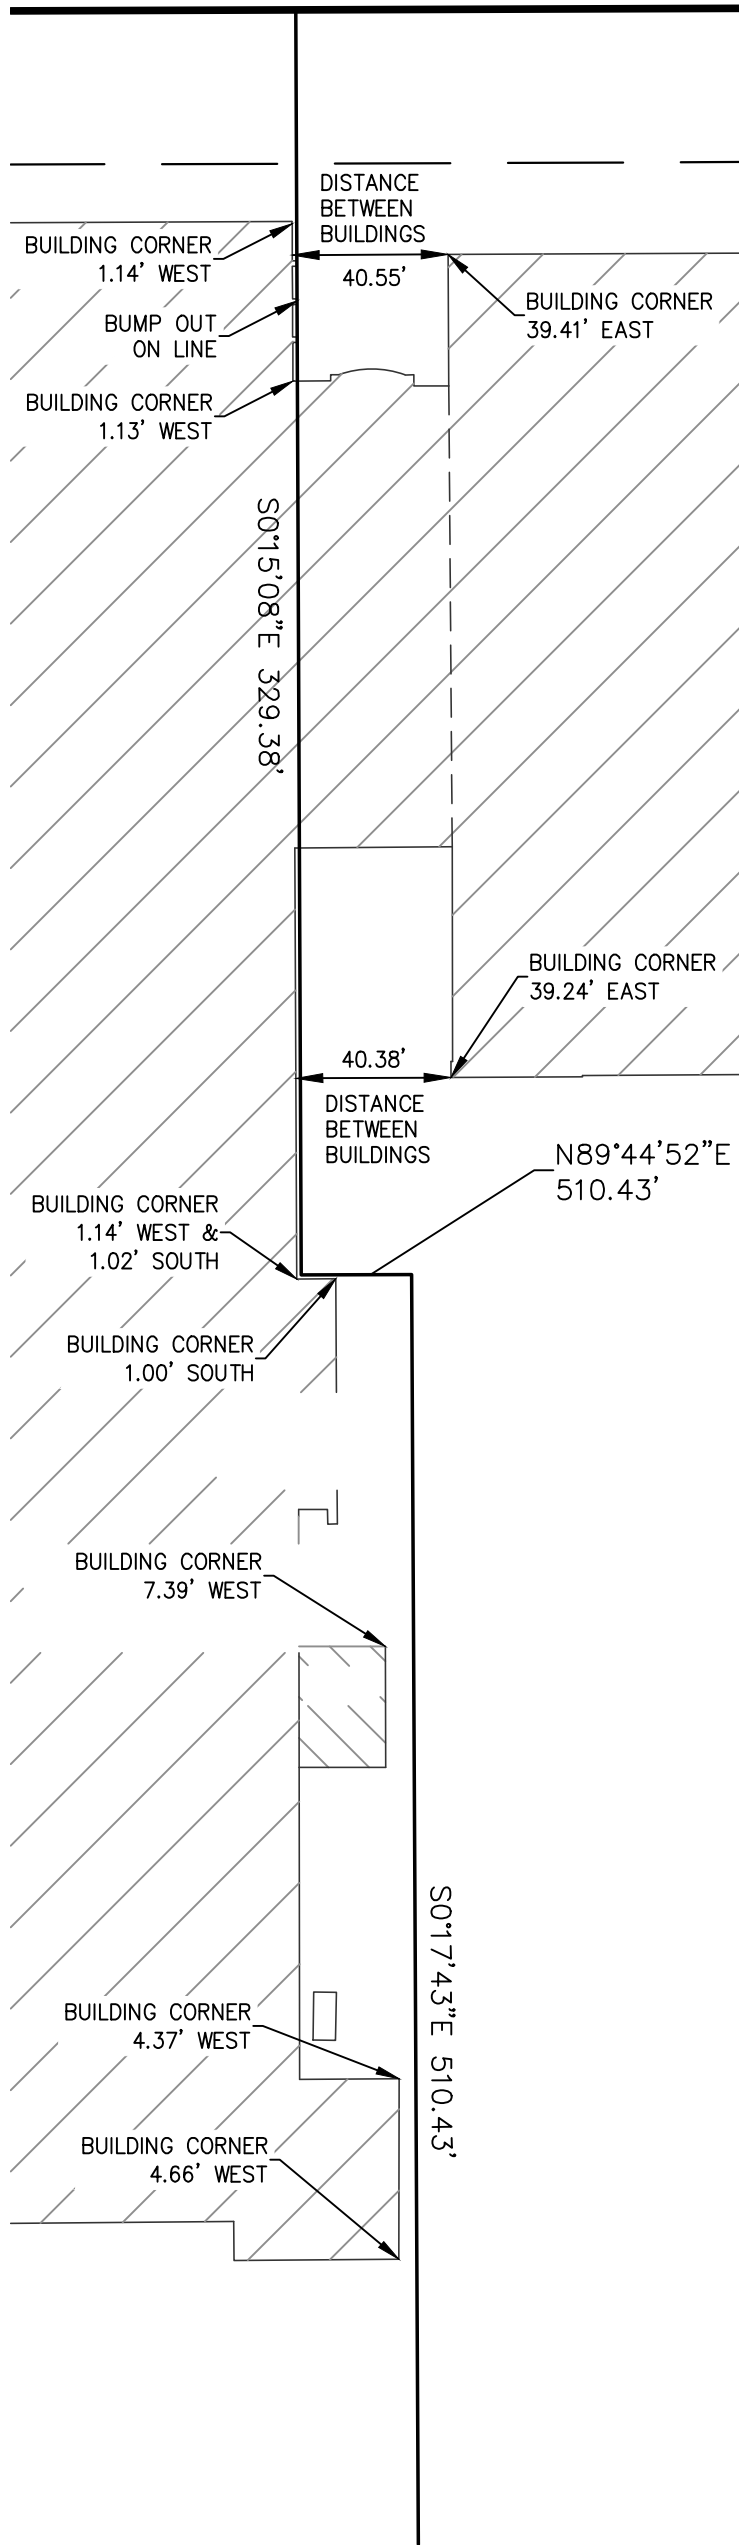 DISTANCE
BETWEEN
BUILDINGS
40.55'
BUILDING CORNER
1.14' WEST
BUILDING CORNER
39.41' EAST
BUMP OUT
ON LINE
BUILDING CORNER
1.13' WEST
S0°15'08"E 329.38'
BUILDING CORNER
39.24' EAST
40.38'
DISTANCE
BETWEEN
BUILDINGS
N89°44'52"E
510.43'
BUILDING CORNER
1.14' WEST &
1.02' SOUTH
BUILDING CORNER
1.00' SOUTH
BUILDING CORNER
7.39' WEST
S0°17'43"E 510.43'
BUILDING CORNER
4.37' WEST
BUILDING CORNER
4.66' WEST